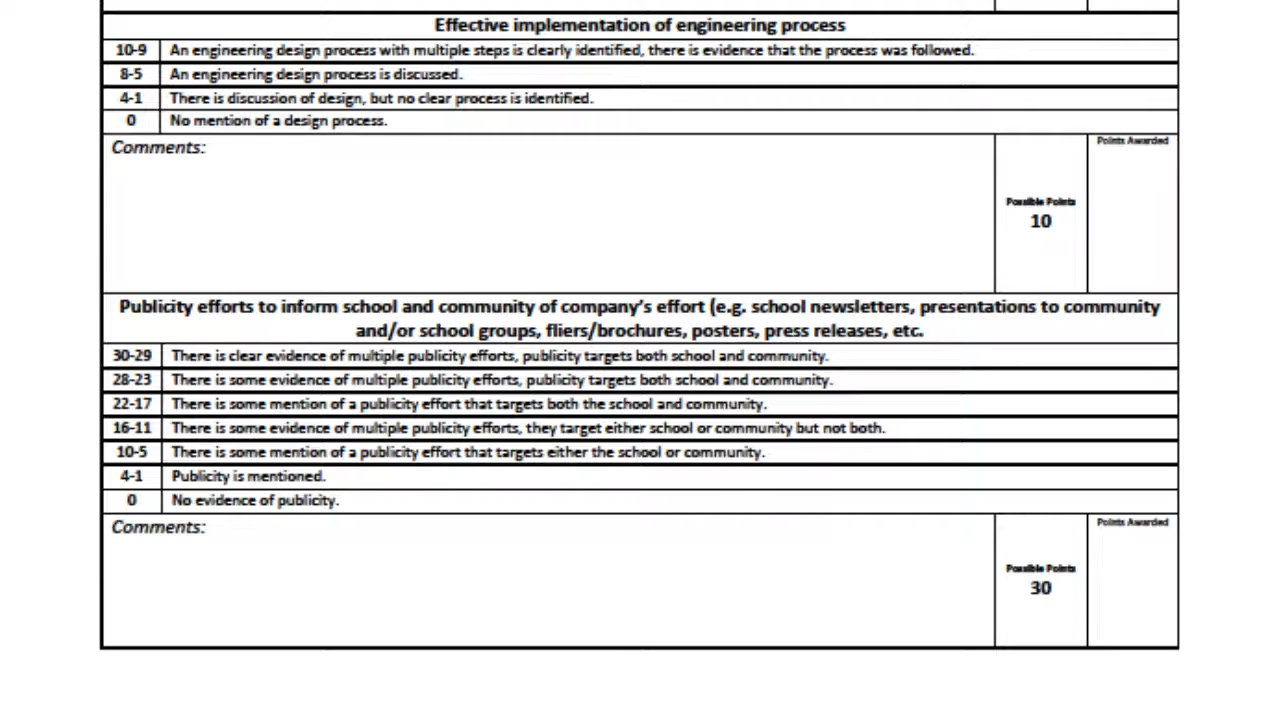 Effective implementation of engineering process
10-9 An engineering design process with multiple steps is clearly identified, there is evidence that the process was followed.
8-5 An engineering design process is discussed.
4-1 There is discussion of design, but no clear process is identified.
0 No mention of a design process.
Comments:
Possible Points
10
Points Awarded
Publicity efforts to inform school and community of company's effort (e.g. school newsletters, presentations to community
and/or school groups, fliers/brochures, posters, press releases, etc.
30-29 There is clear evidence of multiple publicity efforts, publicity targets both school and community.
28-23 There is some evidence of multiple publicity efforts, publicity targets both school and community.
22-17 There is some mention of a publicity effort that targets both the school and community.
16-11 There is some evidence of multiple publicity efforts, they target either school or community but not both.
10-5 There is some mention of a publicity effort that targets either the school or community.
4-1 Publicity is mentioned.
0 No evidence of publicity.
Comments:
Possible Points
30
Points Awarded